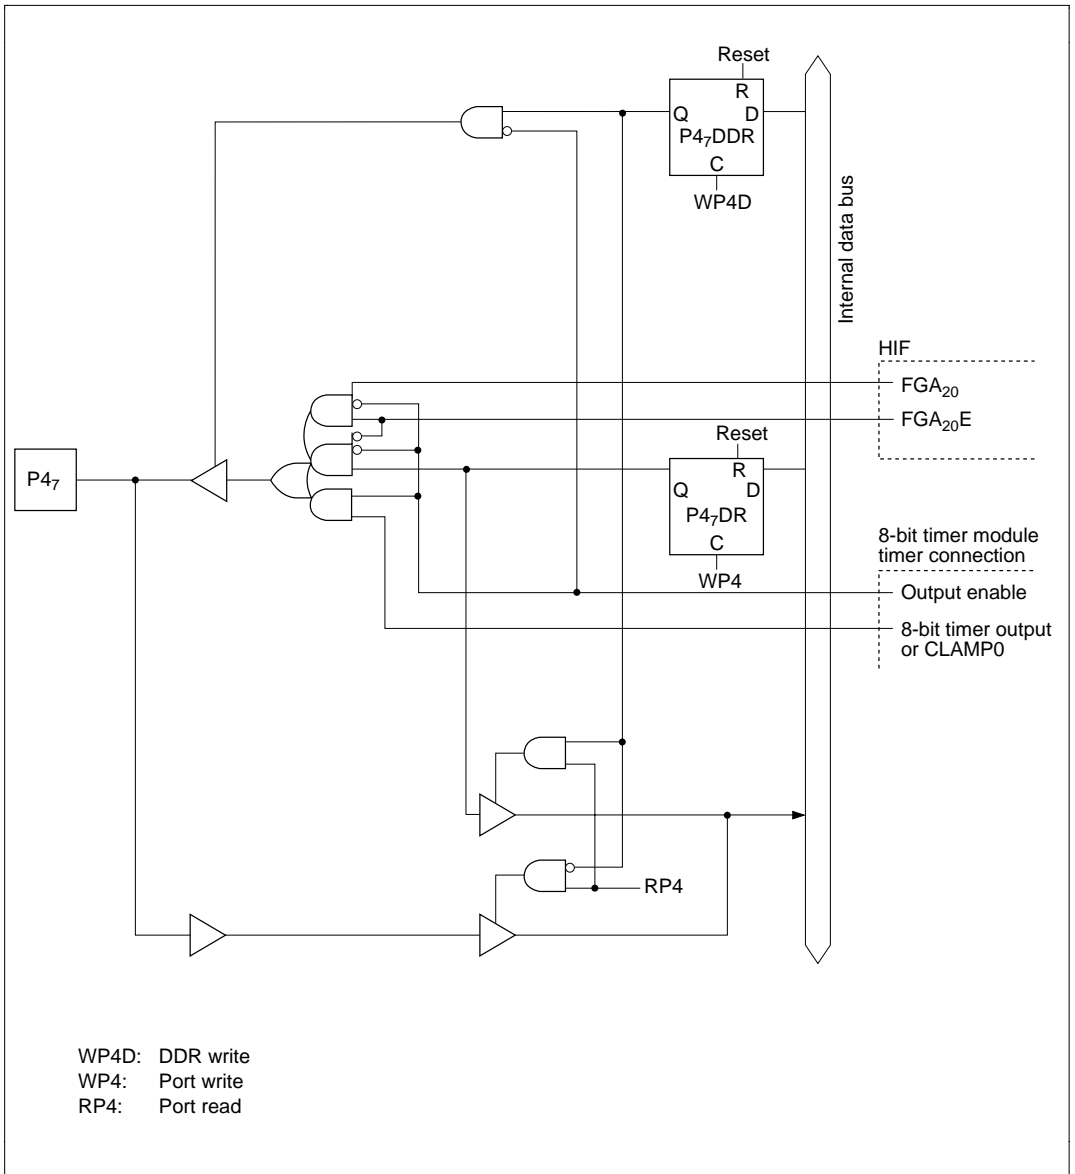 Reset
R
Q D
P4₇DDR
C
WP4D
Internal data bus
HIF
FGA₂₀
FGA₂₀E
Reset
R
Q D
P4₇DR
C
WP4
P4₇
8-bit timer module
timer connection
Output enable
8-bit timer output
or CLAMP0
RP4
WP4D: DDR write
WP4: Port write
RP4: Port read